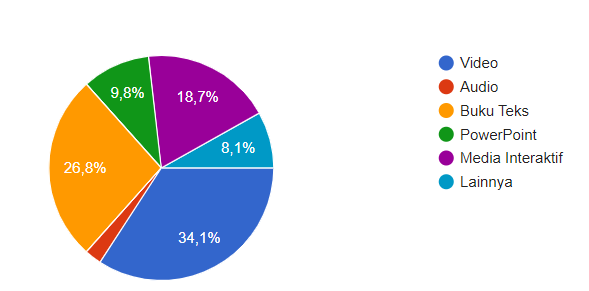 9,8%
18,7%
8,1%
26,8%
34,1%
Video
Audio
Buku Teks
PowerPoint
Media Interaktif
Lainnya